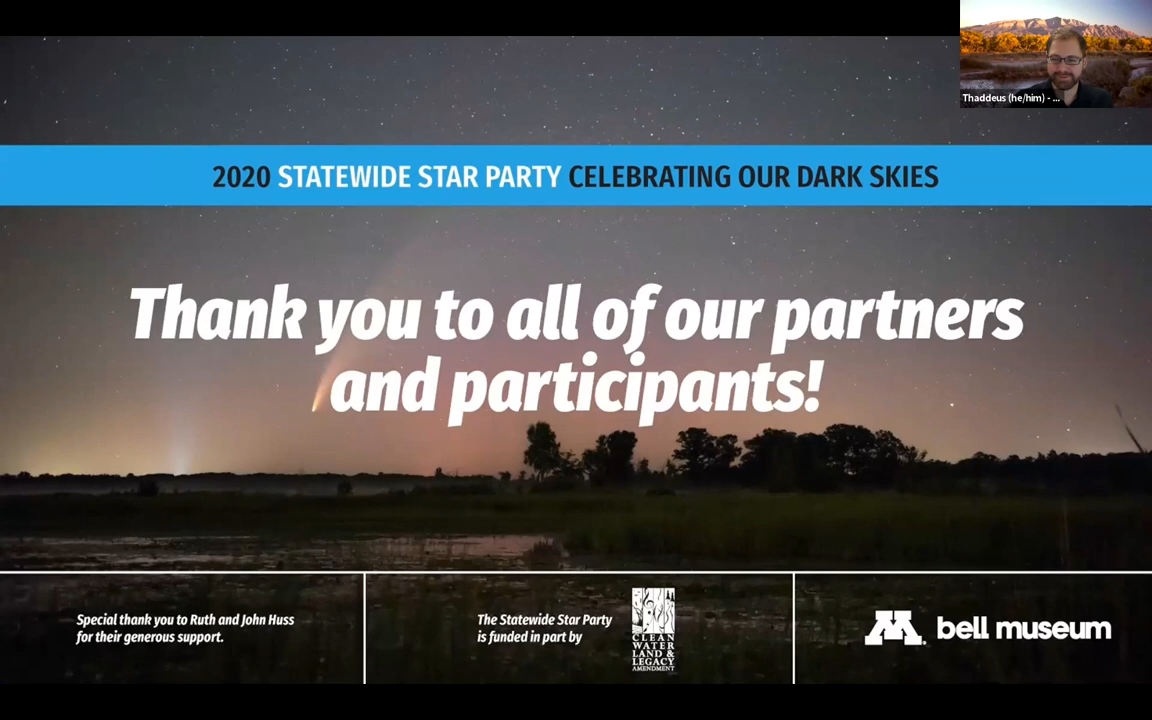 Thaddeus (he/him) - ...
2020 STATEWIDE STAR PARTY CELEBRATING OUR DARK SKIES
Thank you to all of our partners
and participants!
Special thank you to Ruth and John Huss
for their generous support.
The Statewide Star Party
is funded in part by
CLEAN
WATER
LAND &
LEGACY
AMENDMENT
M
bell museum